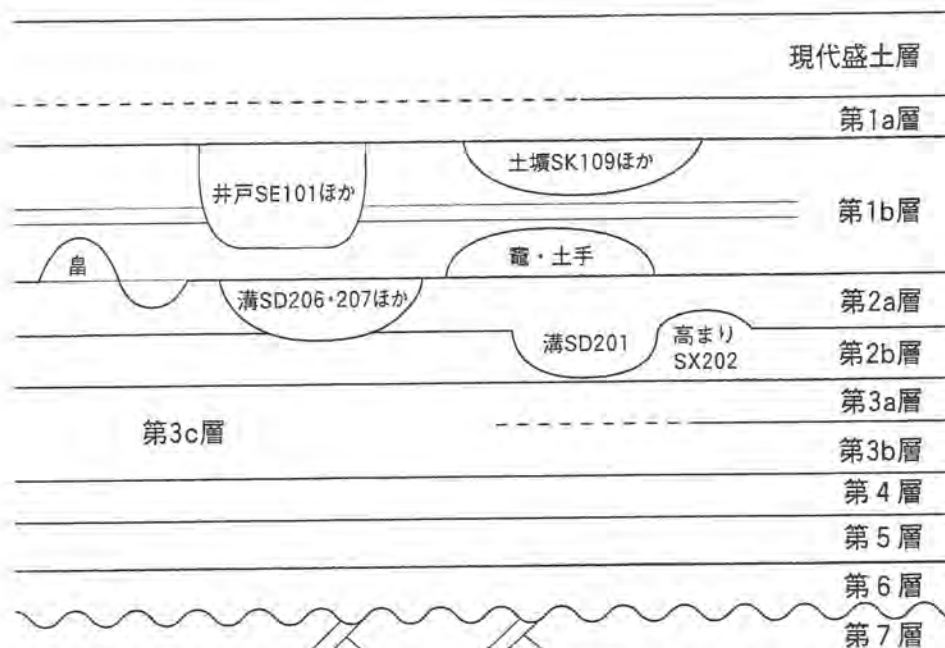 現代盛土層
第1a層
土壙SK109ほか
井戸SE101ほか
第1b層
畠
竈・土手
溝SD206・207ほか
第2a層
溝SD201
高まり
SX202
第2b層
第3a層
第3c層
第3b層
第4層
第5層
第6層
第7層